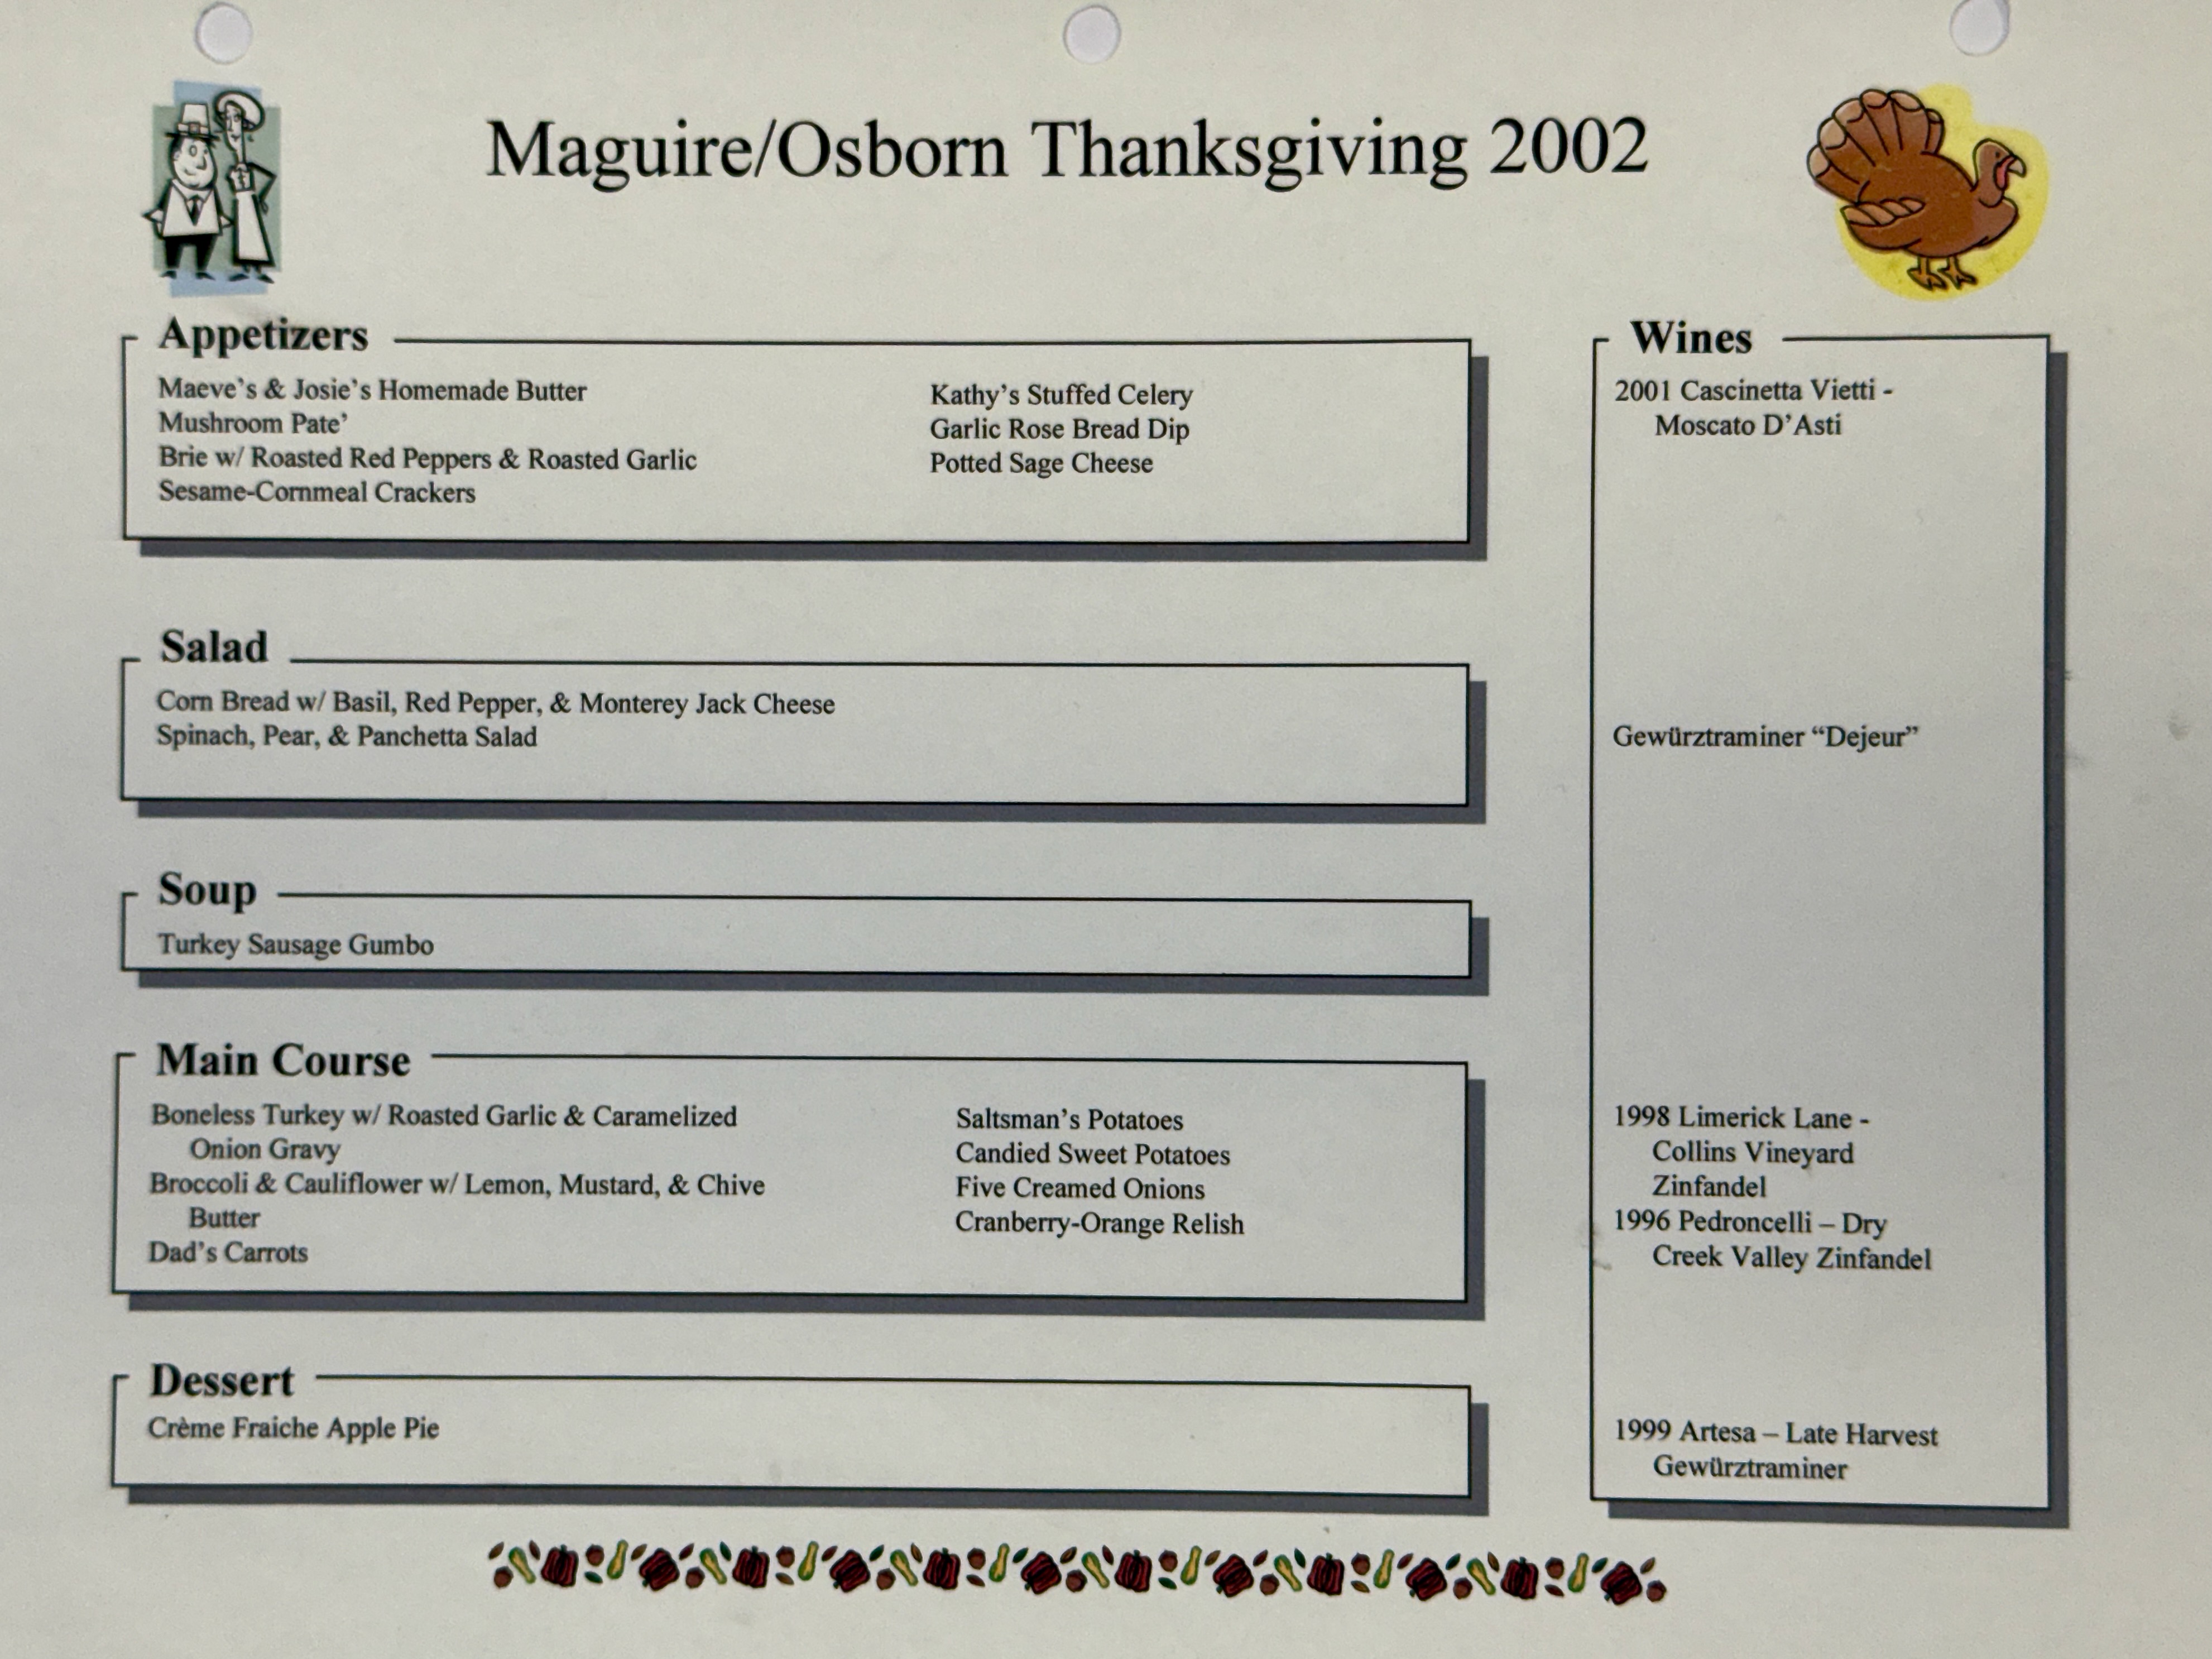 Maguire/Osborn Thanksgiving 2002
Appetizers
Maeve's & Josie's Homemade Butter
Mushroom Pate'
Brie w/ Roasted Red Peppers & Roasted Garlic
Sesame-Cornmeal Crackers
Kathy's Stuffed Celery
Garlic Rose Bread Dip
Potted Sage Cheese
Salad
Corn Bread w/ Basil, Red Pepper, & Monterey Jack Cheese
Spinach, Pear, & Panchetta Salad
Soup
Turkey Sausage Gumbo
Main Course
Boneless Turkey w/ Roasted Garlic & Caramelized
Onion Gravy
Broccoli & Cauliflower w/ Lemon, Mustard, & Chive
Butter
Dad's Carrots
Saltsman's Potatoes
Candied Sweet Potatoes
Five Creamed Onions
Cranberry-Orange Relish
Dessert
Crème Fraiche Apple Pie
Wines
2001 Cascinetta Vietti -
Moscato D'Asti
Gewürztraminer “Dejeur”
1998 Limerick Lane -
Collins Vineyard
Zinfandel
1996 Pedroncelli – Dry
Creek Valley Zinfandel
1999 Artesa – Late Harvest
Gewürztraminer